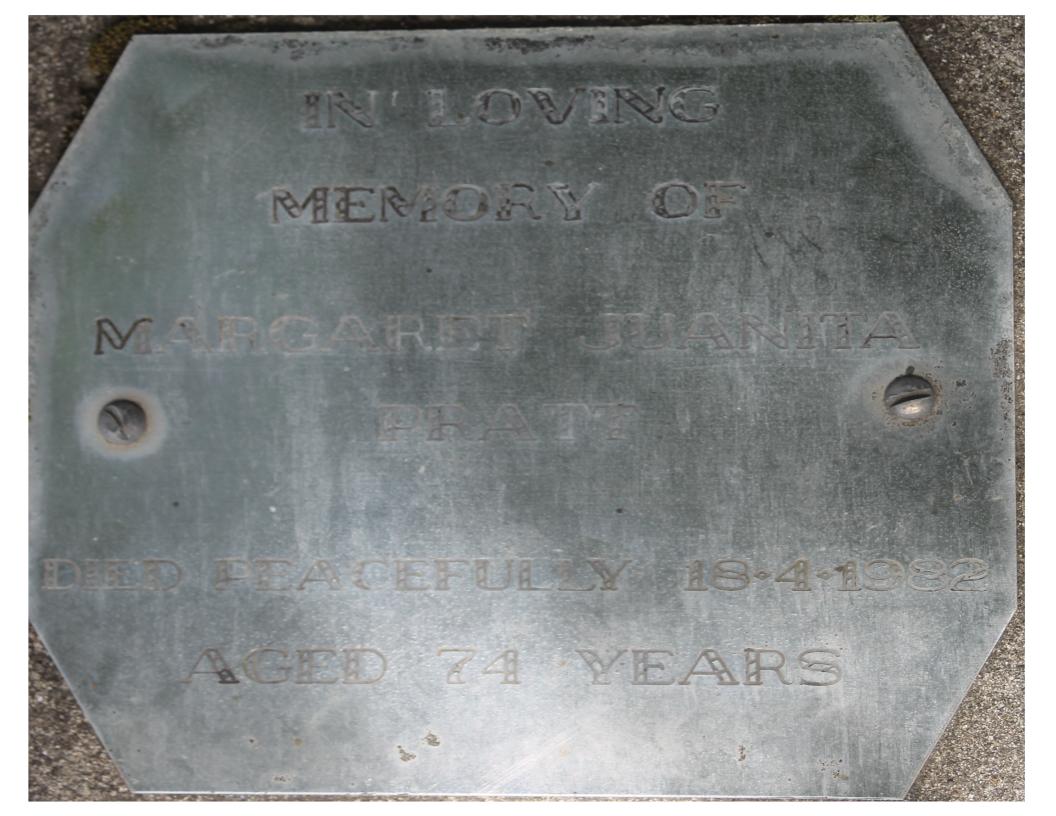 IN LOVING
MEMORY OF
MARGARET JUANITA
PRATT
DIED PEACEFULLY 18·4·1982
AGED 74 YEARS